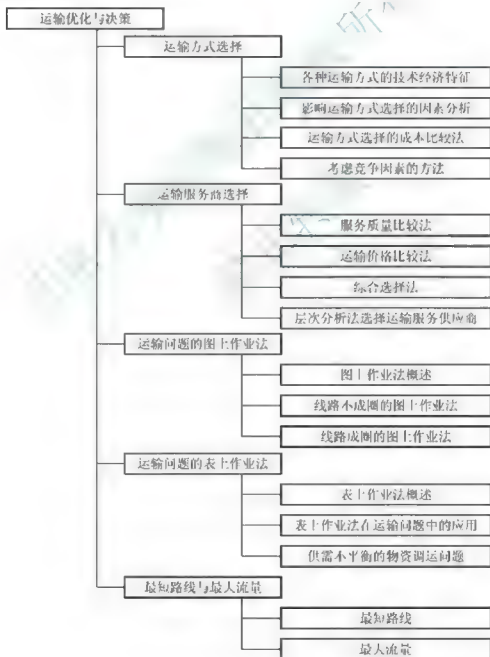 运输优化与决策
运输方式选择
各种运输方式的技术经济特征
影响运输方式选择的因素分析
运输方式选择的成本比较法
考虑竞争因素的方法
运输服务商选择
服务质量比较法
运输价格比较法
综合选择法
层次分析法选择运输服务供应商
运输问题的图上作业法
图上作业法概述
线路不成圈的图上作业法
线路成圈的图上作业法
运输问题的表上作业法
表上作业法概述
表上作业法在运输问题中的应用
供需不平衡的物资调运问题
最短路线与最大流量
最短路线
最大流量